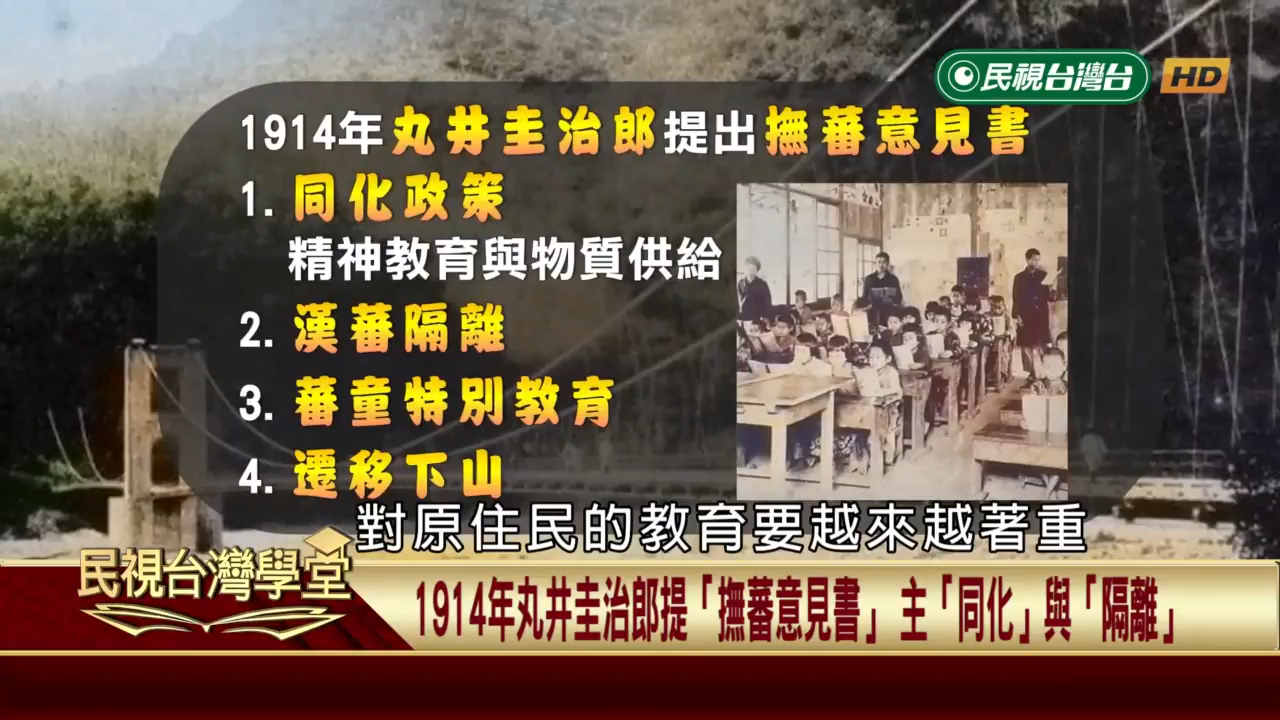 民視台灣台 HD
1914年丸井圭治郎提出撫蕃意見書
1. 同化政策
精神教育與物質供給
2. 漢蕃隔離
3. 蕃童特別教育
4. 遷移下山
對原住民的教育要越來越著重
民視台灣學堂
1914年丸井圭治郎提「撫蕃意見書」 主「同化」與「隔離」